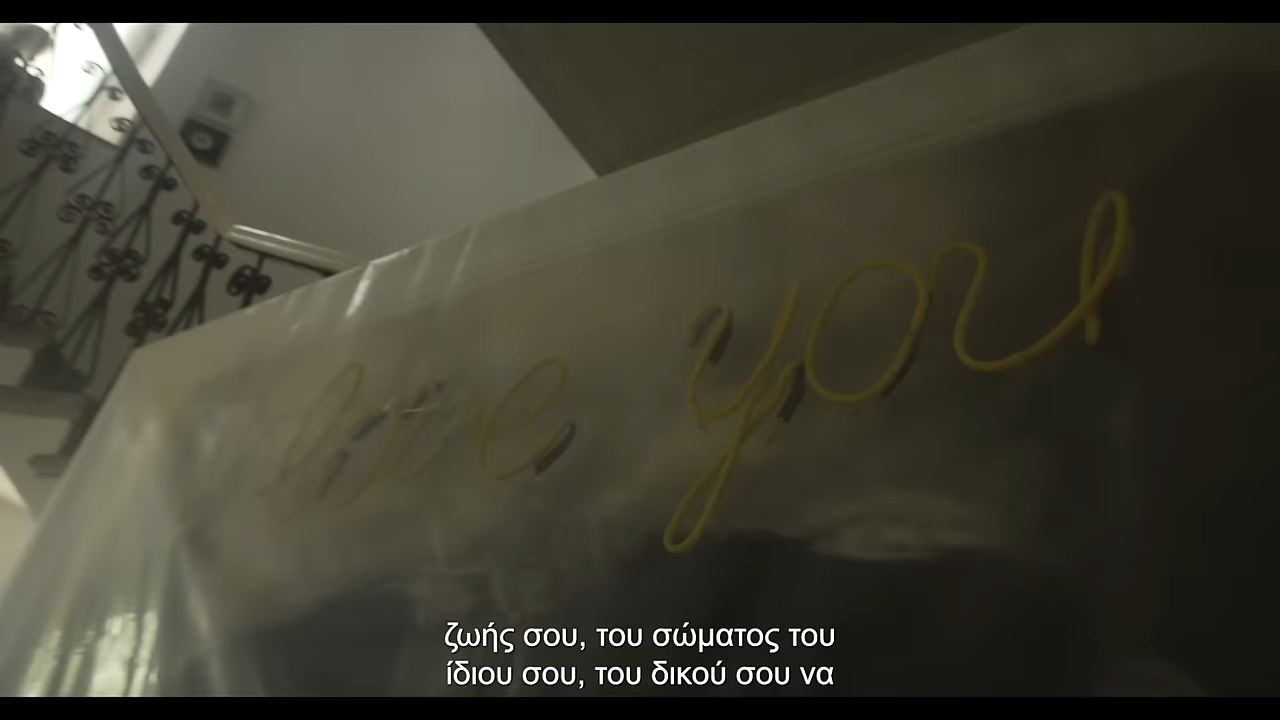 you
ζωής σου, του σώματος του
ίδιου σου, του δικού σου να